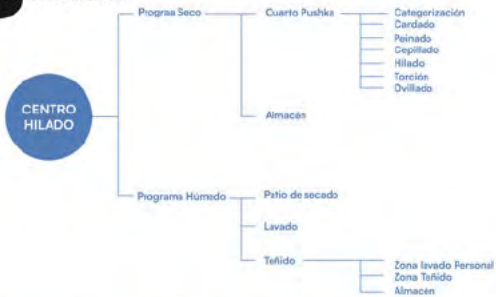 CENTRO
HILADO
Prograa Seco
Cuarto Pushka
Categorización
Cardado
Peinado
Cepillado
Hilado
Torción
Ovillado
Almacén
Programa Húmedo
Patio de secado
Lavado
Teñido
Zona lavado Personal
Zona Teñido
Almacén